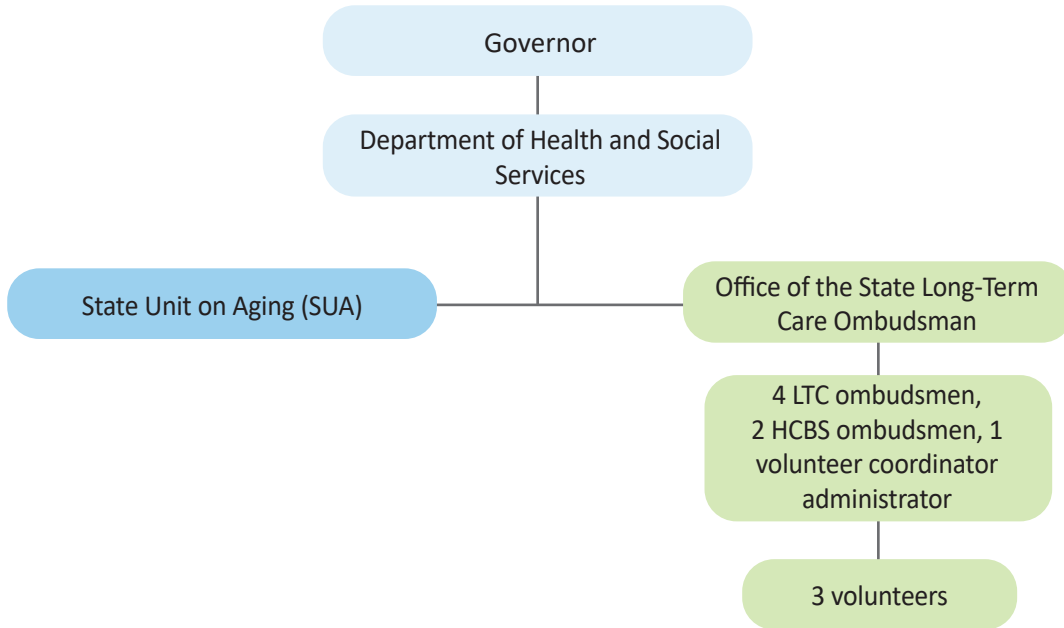 Governor
Department of Health and Social
Services
State Unit on Aging (SUA)
Office of the State Long-Term
Care Ombudsman
4 LTC ombudsmen,
2 HCBS ombudsmen, 1
volunteer coordinator
administrator
3 volunteers